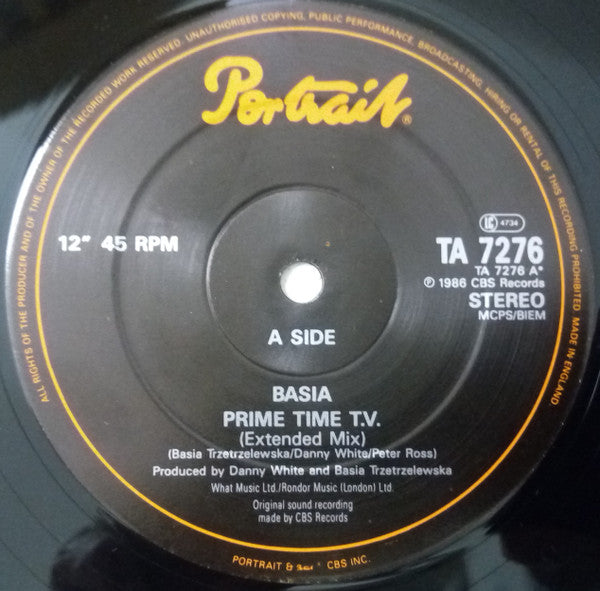 ALL RIGHTS OF THE PRODUCER AND OF THE OWNER OF THE RECORDED WORK RESERVED. UNAUTHORISED COPYING, PUBLIC PERFORMANCE, BROADCASTING, HIRING OR RENTAL OF THIS RECORDING PROHIBITED. MADE IN ENGLAND.
Portrait®
12" 45 RPM
LC 4734
TA 7276
TA 7276 A*
℗ 1986 CBS Records
STEREO
MCPS/BIEM
A SIDE
BASIA
PRIME TIME T.V.
(Extended Mix)
(Basia Trzetrzelewska/Danny White/Peter Ross)
Produced by Danny White and Basia Trzetrzelewska
What Music Ltd./Rondor Music (London) Ltd.
Original sound recording
made by CBS Records
PORTRAIT & CBS INC.